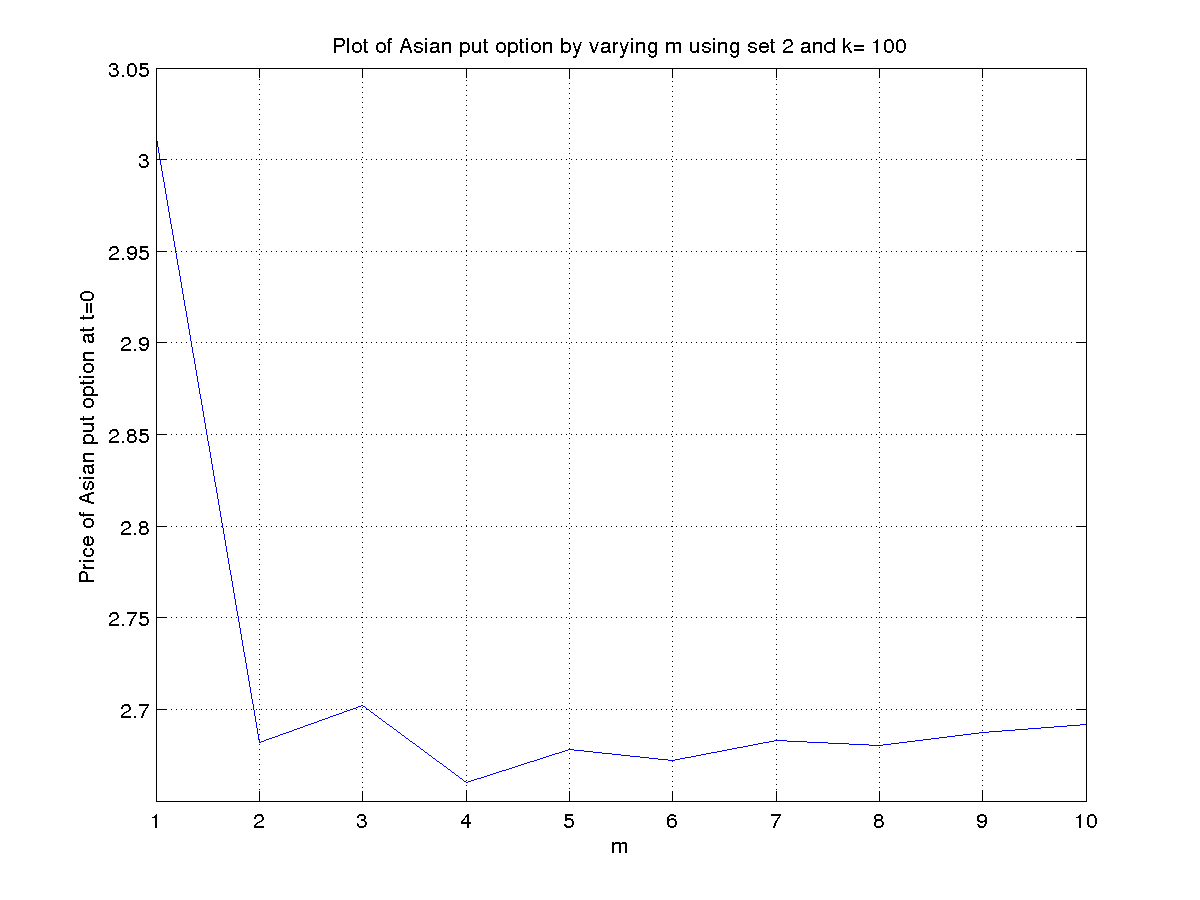 Plot of Asian put option by varying m using set 2 and k= 100
Price of Asian put option at t=0
3.05
3
2.95
2.9
2.85
2.8
2.75
2.7
1 2 3 4 5 6 7 8 9 10
m